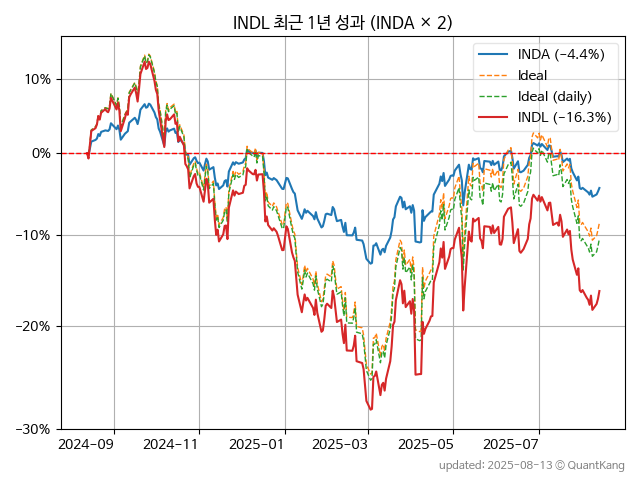 INDL 최근 1년 성과 (INDA × 2)
INDA (−4.4%)
Ideal
Ideal (daily)
INDL (−16.3%)
10%
0%
−10%
−20%
−30%
2024-09
2024-11
2025-01
2025-03
2025-05
2025-07
updated: 2025-08-13 © QuantKang